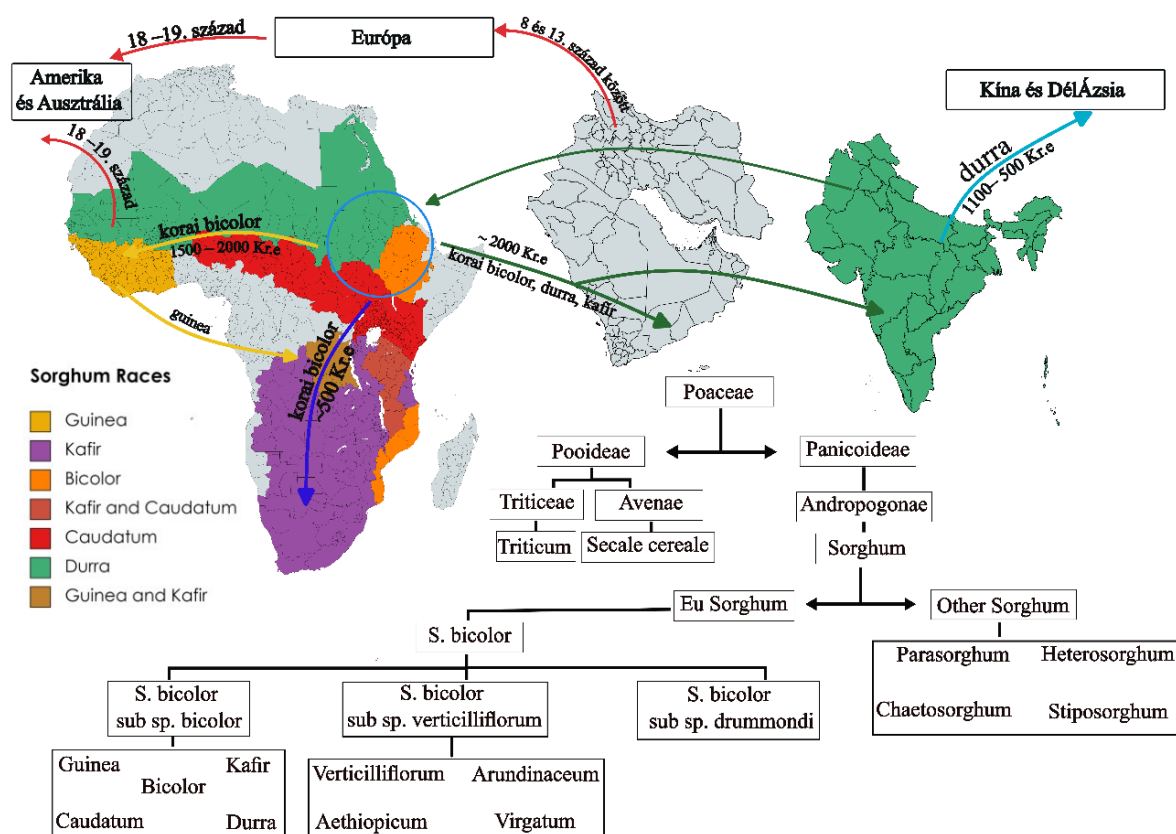 18 –19. század
Európa
8 és 13. század között
Amerika
és Ausztrália
18 –19. század
Kína és DélÁzsia
durra
1100– 500 Kr.e
korai bicolor
1500 – 2000 Kr.e
~ 2000 Kr.e
korai bicolor, durra, kafir
guinea
korai bicolor
~500 Kr.e
Sorghum Races
Guinea
Kafir
Bicolor
Kafir and Caudatum
Caudatum
Durra
Guinea and Kafir
Poaceae
Pooideae
Panicoideae
Triticeae
Avenae
Andropogonae
Triticum
Secale cereale
Sorghum
Eu Sorghum
Other Sorghum
S. bicolor
Parasorghum
Heterosorghum
Chaetosorghum
Stiposorghum
S. bicolor
sub sp. bicolor
S. bicolor
sub sp. verticilliflorum
S. bicolor
sub sp. drummondi
Guinea
Kafir
Bicolor
Caudatum
Durra
Verticilliflorum
Arundinaceum
Aethiopicum
Virgatum